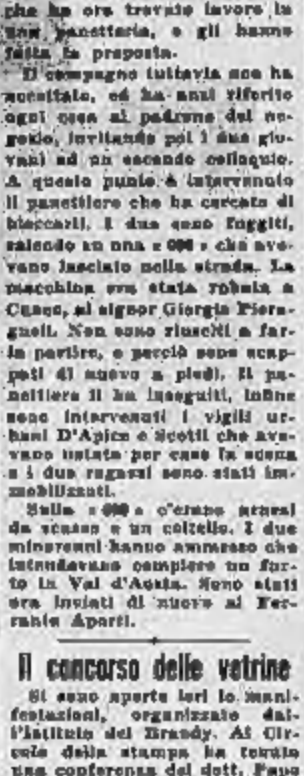 che ha ora trovato lavoro in
una panetteria, e gli hanno
fatta la proposta.
Il compagno tuttavia non ha
accettato, ed ha anzi riferito
ogni cosa al padrone del ne-
gozio, invitando poi i due gio-
vani ad un secondo colloquio.
A questo punto è intervenuto
il panettiere che ha cercato di
bloccarli. I due sono fuggiti,
salendo su una « 600 » che ave-
vano lasciato nella strada. La
macchina era stata rubata a
Cuneo, al signor Giorgio Piera-
gnoli. Non sono riusciti a far-
la partire, e perciò sono scap-
pati di nuovo a piedi. Il pa-
nettiere li ha inseguiti, infine
sono intervenuti i vigili ur-
bani D'Apice e Scotti che ave-
vano notato per caso la scena
e i due ragazzi sono stati im-
mobilizzati.
Sulla « 600 » c'erano arnesi
da scasso e un coltello. I due
minorenni hanno ammesso che
intendevano compiere un fur-
to in Val d'Aosta. Sono stati
ora inviati di nuovo al Fer-
rante Aporti.
Il concorso delle vetrine
Si sono aperte ieri le mani-
festazioni, organizzate dal-
l'Istituto del Brandy. Al Cir-
colo della stampa ha tenuto
una conferenza del dott.